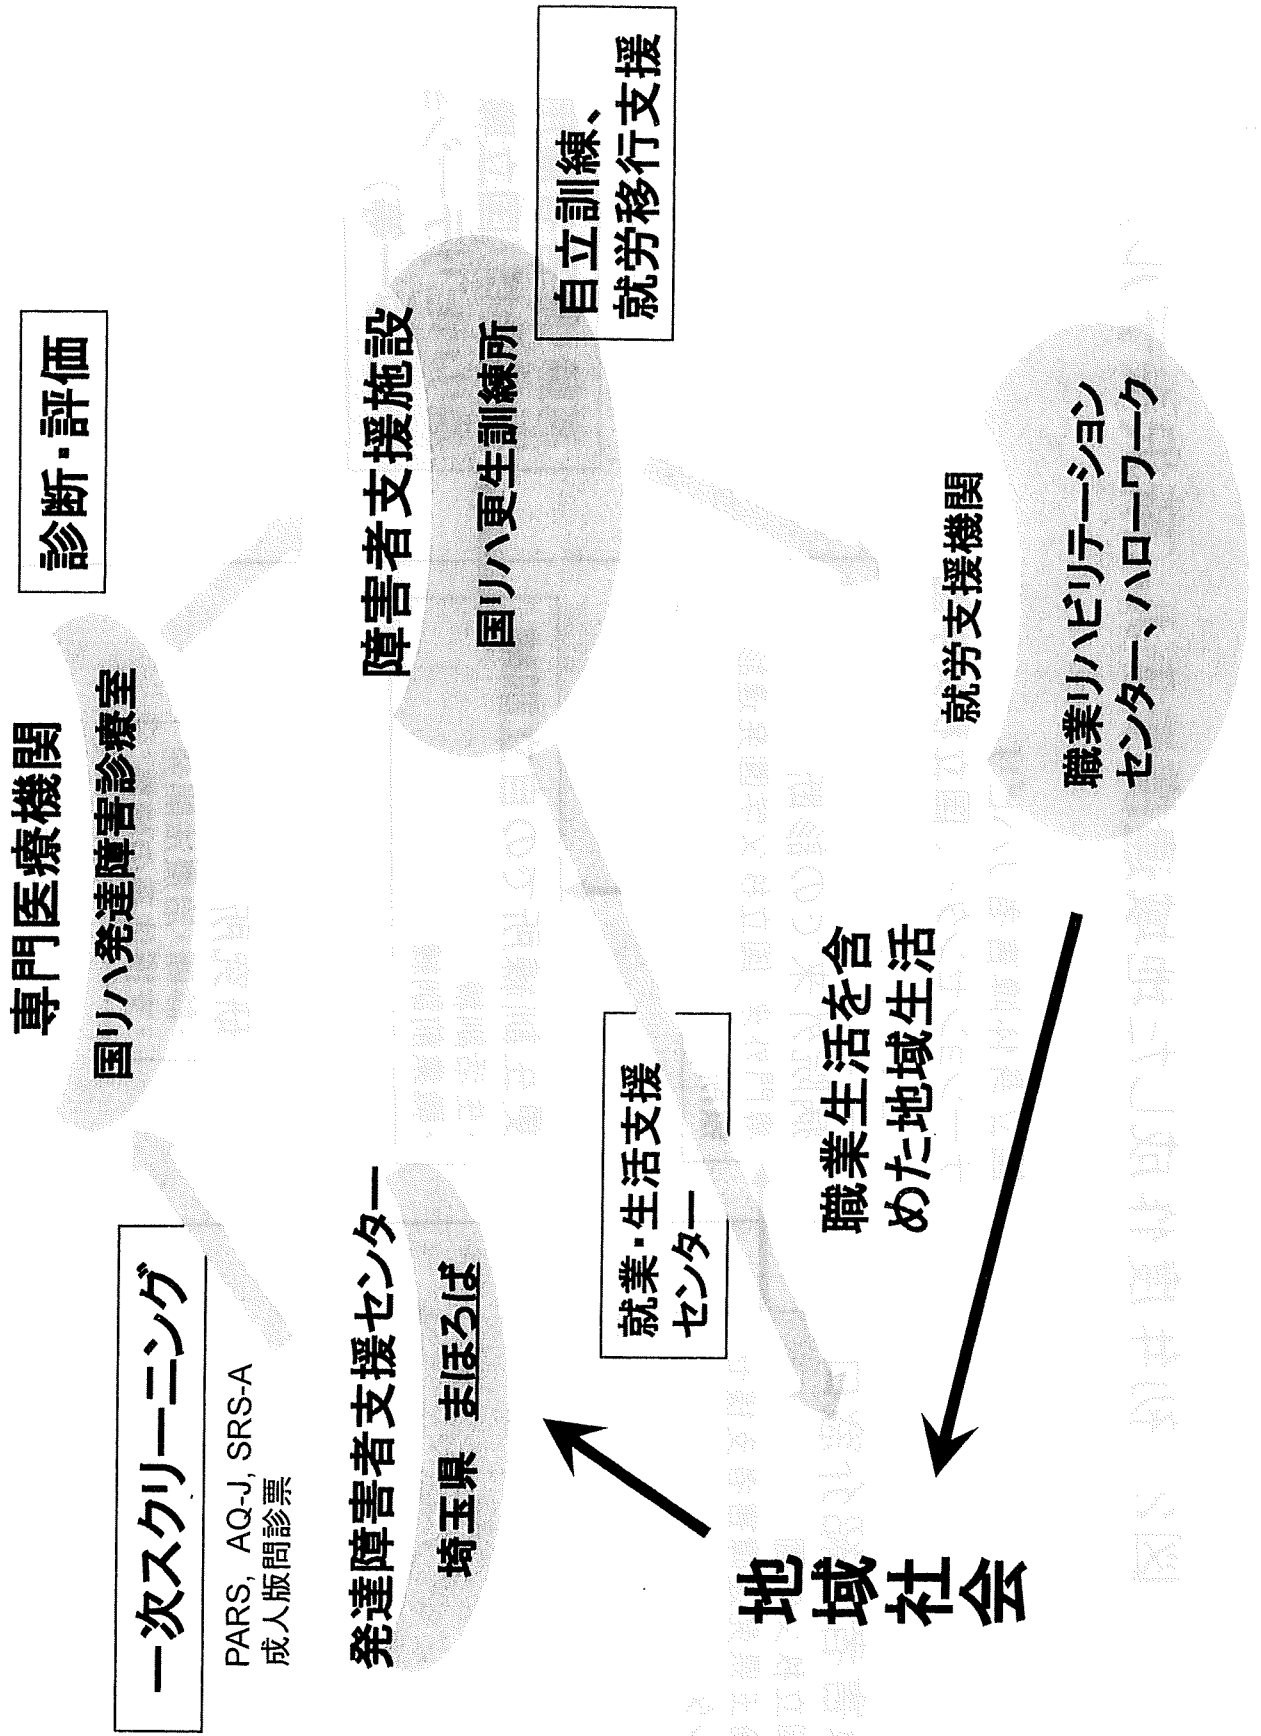 専門医療機関
国リハ発達障害診療室
診断・評価
一次スクリーニング
PARS, AQ-J, SRS-A
成人版問診票
発達障害者支援センター
埼玉県 まほろば
障害者支援施設
国リハ更生訓練所
自立訓練、
就労移行支援
就業・生活支援
センター
職業生活を含
めた地域生活
就労支援機関
職業リハビリテーション
センター、ハローワーク
地域社会